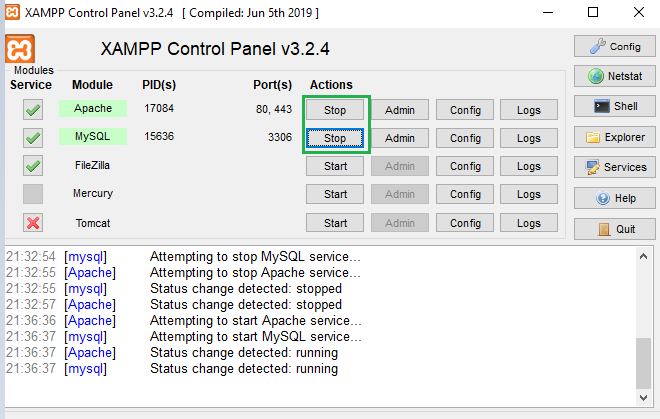 XAMPP Control Panel v3.2.4 [ Compiled: Jun 5th 2019 ]
XAMPP Control Panel v3.2.4
Config
Modules
Service Module PID(s) Port(s) Actions
Netstat
Apache 17084 80, 443 Stop Admin Config Logs
Shell
MySQL 15636 3306 Stop Admin Config Logs
Explorer
FileZilla Start Admin Config Logs
Services
Mercury Start Admin Config Logs
Help
Tomcat Start Admin Config Logs
Quit
21:32:54 [mysql] Attempting to stop MySQL service...
21:32:55 [Apache] Attempting to stop Apache service...
21:32:55 [mysql] Status change detected: stopped
21:32:57 [Apache] Status change detected: stopped
21:36:36 [Apache] Attempting to start Apache service...
21:36:37 [mysql] Attempting to start MySQL service...
21:36:37 [Apache] Status change detected: running
21:36:37 [mysql] Status change detected: running